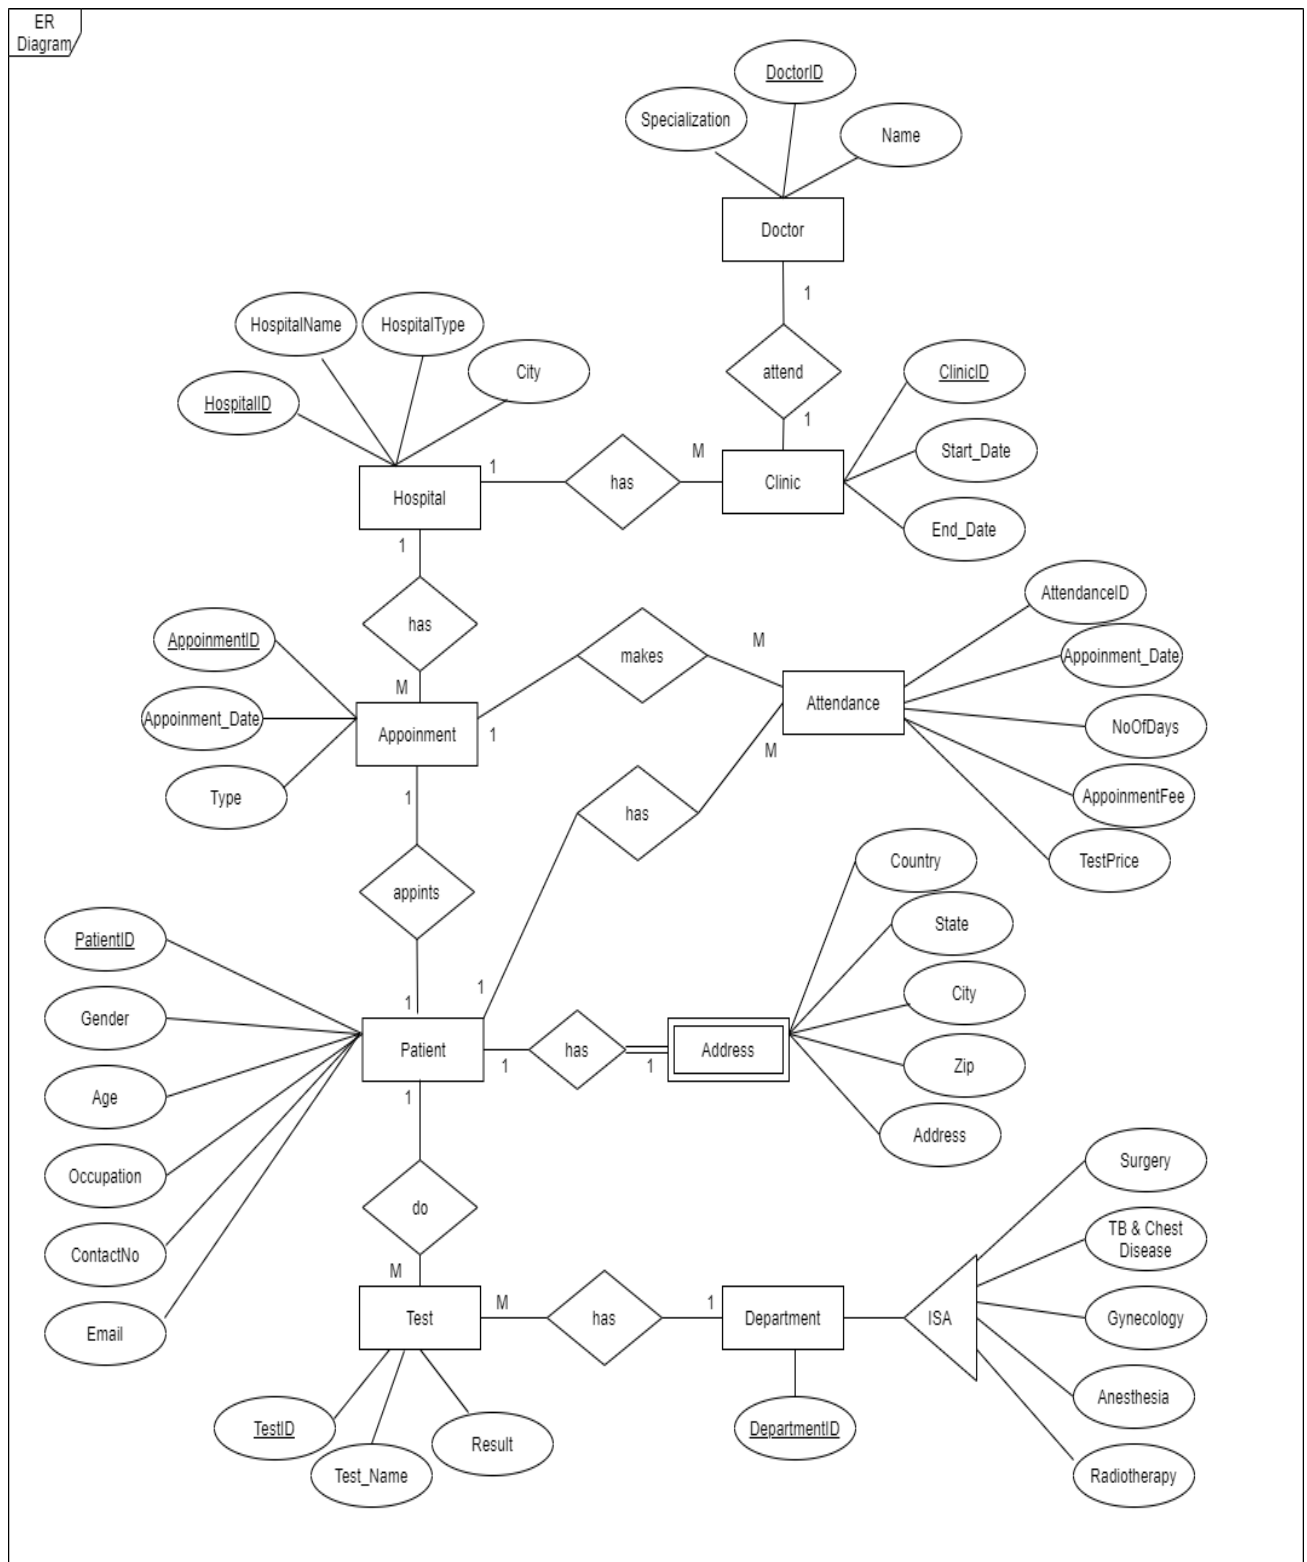 ER
Diagram
DoctorID
Specialization
Name
Doctor
1
attend
1
HospitalName
HospitalType
City
HospitalID
ClinicID
Start_Date
End_Date
Hospital
1
has
M
Clinic
1
has
M
AppoinmentID
Appoinment_Date
Type
Appoinment
1
makes
M
Attendance
AttendanceID
Appoinment_Date
NoOfDays
AppoinmentFee
TestPrice
M
has
1
1
appints
1
PatientID
Gender
Age
Occupation
ContactNo
Email
Patient
1
has
1
Address
Country
State
City
Zip
Address
1
do
M
Test
M
has
1
Department
ISA
Surgery
TB & Chest
Disease
Gynecology
Anesthesia
Radiotherapy
TestID
Test_Name
Result
DepartmentID